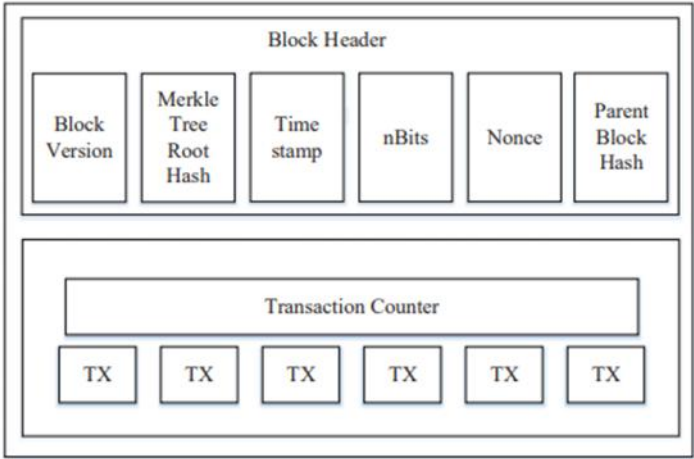 Block Header
Block
Version
Merkle
Tree
Root
Hash
Time
stamp
nBits
Nonce
Parent
Block
Hash
Transaction Counter
TX TX TX TX TX TX